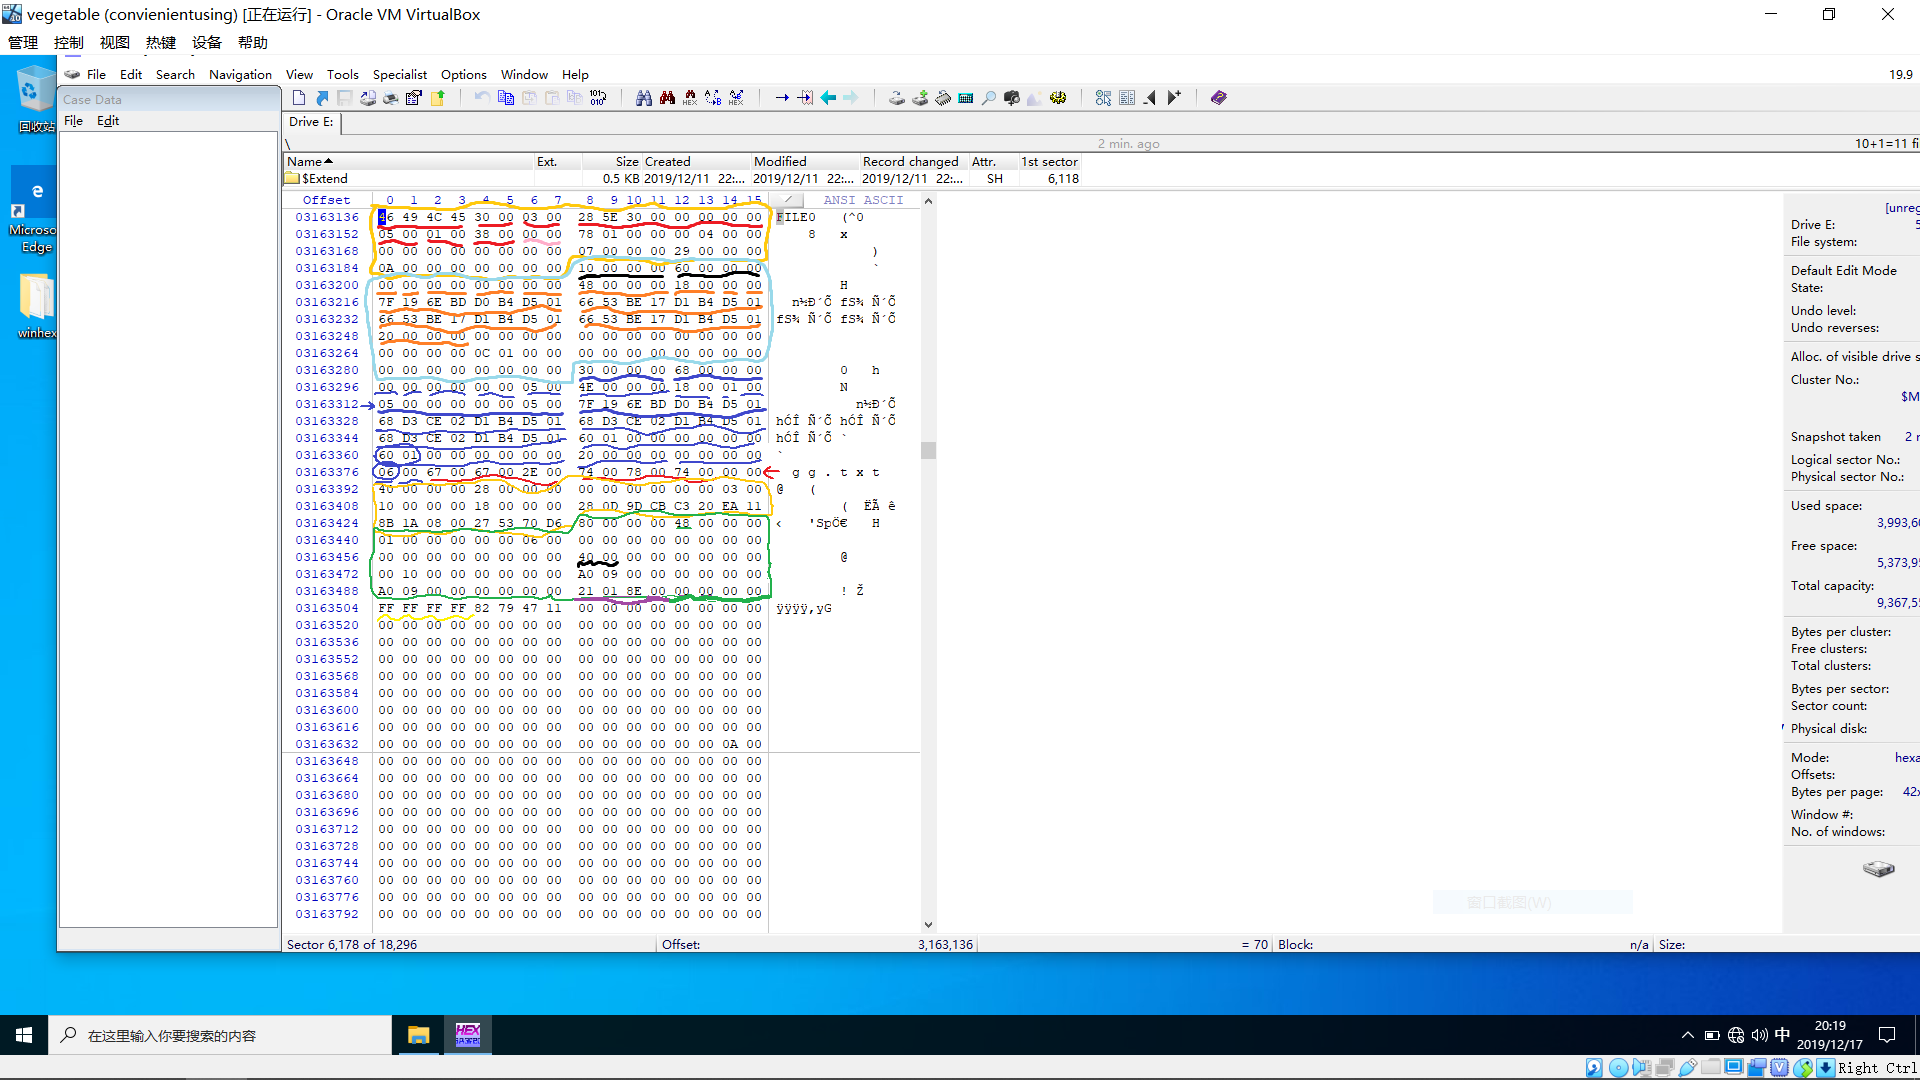 vegetable (convienientusing) [正在运行] - Oracle VM VirtualBox
管理 控制 视图 热键 设备 帮助
File Edit Search Navigation View Tools Specialist Options Window Help 19.9
回收站
Microso
Edge
winhex
Case Data
File Edit
Drive E:
\ 2 min. ago 10+1=11 fi
Name Ext. Size Created Modified Record changed Attr. 1st sector
$Extend 0.5 KB 2019/12/11 22:... 2019/12/11 22:... 2019/12/11 22:... SH 6,118
Offset 0 1 2 3 4 5 6 7 8 9 10 11 12 13 14 15 ANSI ASCII
03163136 46 49 4C 45 30 00 03 00 28 5E 30 00 00 00 00 00 FILE0 (^0
03163152 05 00 01 00 38 00 00 00 78 01 00 00 00 04 00 00 8 x
03163168 00 00 00 00 00 00 00 00 07 00 00 00 29 00 00 00 )
03163184 0A 00 00 00 00 00 00 00 10 00 00 00 60 00 00 00 `
03163200 00 00 00 00 00 00 00 00 48 00 00 00 18 00 00 00 H
03163216 7F 19 6E BD D0 B4 D5 01 66 53 BE 17 D1 B4 D5 01 n½Ð´Õ fS¾ Ñ´Õ
03163232 66 53 BE 17 D1 B4 D5 01 66 53 BE 17 D1 B4 D5 01 fS¾ Ñ´Õ fS¾ Ñ´Õ
03163248 20 00 00 00 00 00 00 00 00 00 00 00 00 00 00 00
03163264 00 00 00 00 0C 01 00 00 00 00 00 00 00 00 00 00
03163280 00 00 00 00 00 00 00 00 30 00 00 00 68 00 00 00 0 h
03163296 00 00 00 00 00 00 05 00 4E 00 00 00 18 00 01 00 N
03163312 05 00 00 00 00 00 05 00 7F 19 6E BD D0 B4 D5 01 n½Ð´Õ
03163328 68 D3 CE 02 D1 B4 D5 01 68 D3 CE 02 D1 B4 D5 01 hÓÎ Ñ´Õ hÓÎ Ñ´Õ
03163344 68 D3 CE 02 D1 B4 D5 01 60 01 00 00 00 00 00 00 hÓÎ Ñ´Õ `
03163360 60 01 00 00 00 00 00 00 20 00 00 00 00 00 00 00 `
03163376 06 00 67 00 67 00 2E 00 74 00 78 00 74 00 00 00 g g . t x t
03163392 40 00 00 00 28 00 00 00 00 00 00 00 00 00 03 00 @ (
03163408 10 00 00 00 18 00 00 00 28 0D 9D CB C3 20 EA 11 ( ËÃ ê
03163424 8B 1A 08 00 27 53 70 D6 80 00 00 00 48 00 00 00 ‹ 'SpÖ€ H
03163440 01 00 00 00 00 00 06 00 00 00 00 00 00 00 00 00
03163456 00 00 00 00 00 00 00 00 40 00 00 00 00 00 00 00 @
03163472 00 10 00 00 00 00 00 00 A0 09 00 00 00 00 00 00
03163488 A0 09 00 00 00 00 00 00 21 01 8E 00 00 00 00 00 ! Ž
03163504 FF FF FF FF 82 79 47 11 00 00 00 00 00 00 00 00 ÿÿÿÿ‚yG
03163520 00 00 00 00 00 00 00 00 00 00 00 00 00 00 00 00
03163536 00 00 00 00 00 00 00 00 00 00 00 00 00 00 00 00
03163552 00 00 00 00 00 00 00 00 00 00 00 00 00 00 00 00
03163568 00 00 00 00 00 00 00 00 00 00 00 00 00 00 00 00
03163584 00 00 00 00 00 00 00 00 00 00 00 00 00 00 00 00
03163600 00 00 00 00 00 00 00 00 00 00 00 00 00 00 00 00
03163616 00 00 00 00 00 00 00 00 00 00 00 00 00 00 00 00
03163632 00 00 00 00 00 00 00 00 00 00 00 00 00 00 0A 00
03163648 00 00 00 00 00 00 00 00 00 00 00 00 00 00 00 00
03163664 00 00 00 00 00 00 00 00 00 00 00 00 00 00 00 00
03163680 00 00 00 00 00 00 00 00 00 00 00 00 00 00 00 00
03163696 00 00 00 00 00 00 00 00 00 00 00 00 00 00 00 00
03163712 00 00 00 00 00 00 00 00 00 00 00 00 00 00 00 00
03163728 00 00 00 00 00 00 00 00 00 00 00 00 00 00 00 00
03163744 00 00 00 00 00 00 00 00 00 00 00 00 00 00 00 00
03163760 00 00 00 00 00 00 00 00 00 00 00 00 00 00 00 00
03163776 00 00 00 00 00 00 00 00 00 00 00 00 00 00 00 00
03163792 00 00 00 00 00 00 00 00 00 00 00 00 00 00 00 00
[unreg
Drive E: 5
File system:
Default Edit Mode
State:
Undo level:
Undo reverses:
Alloc. of visible drive s
Cluster No.:
$M
Snapshot taken 2 r
Logical sector No.:
Physical sector No.:
Used space:
3,993,60
Free space:
5,373,95
Total capacity:
9,367,55
Bytes per cluster:
Free clusters:
Total clusters:
Bytes per sector:
Sector count:
Physical disk:
Mode: hexa
Offsets:
Bytes per page: 42x
Window #:
No. of windows:
窗口截图(W)
Sector 6,178 of 18,296 Offset: 3,163,136 = 70 Block: n/a Size:
在这里输入你要搜索的内容
中
20:19
2019/12/17
Right Ctrl